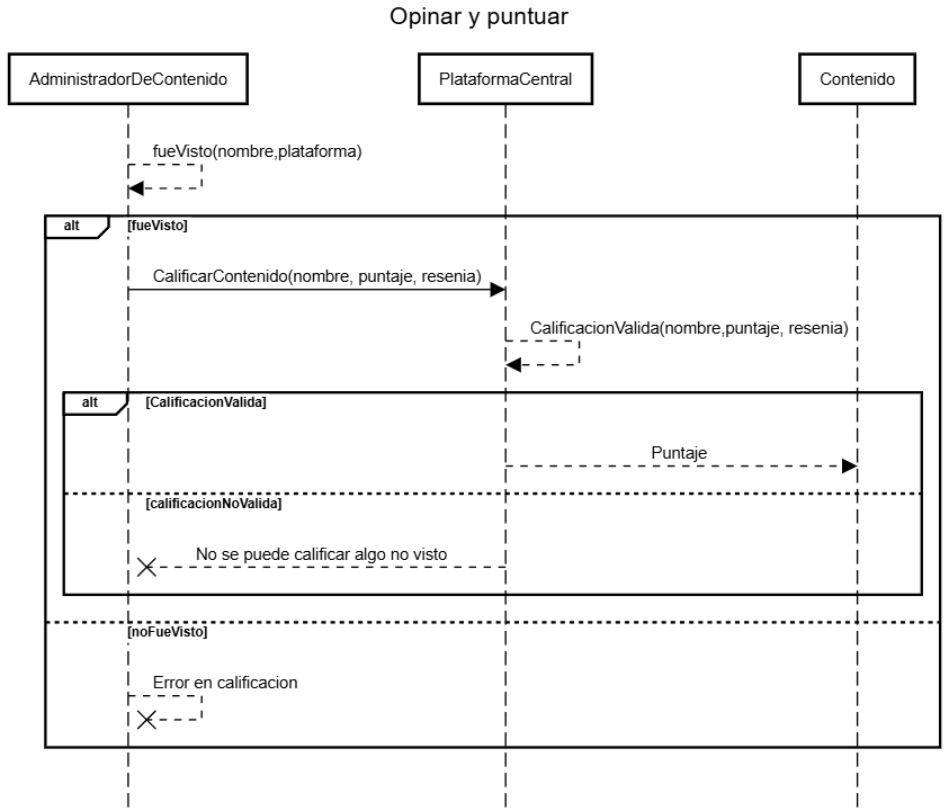 Opinar y puntuar
AdministradorDeContenido
PlataformaCentral
Contenido
fueVisto(nombre,plataforma)
alt
[fueVisto]
CalificarContenido(nombre, puntaje, resenia)
CalificacionValida(nombre,puntaje, resenia)
alt
[CalificacionValida]
Puntaje
[calificacionNoValida]
No se puede calificar algo no visto
[noFueVisto]
Error en calificacion